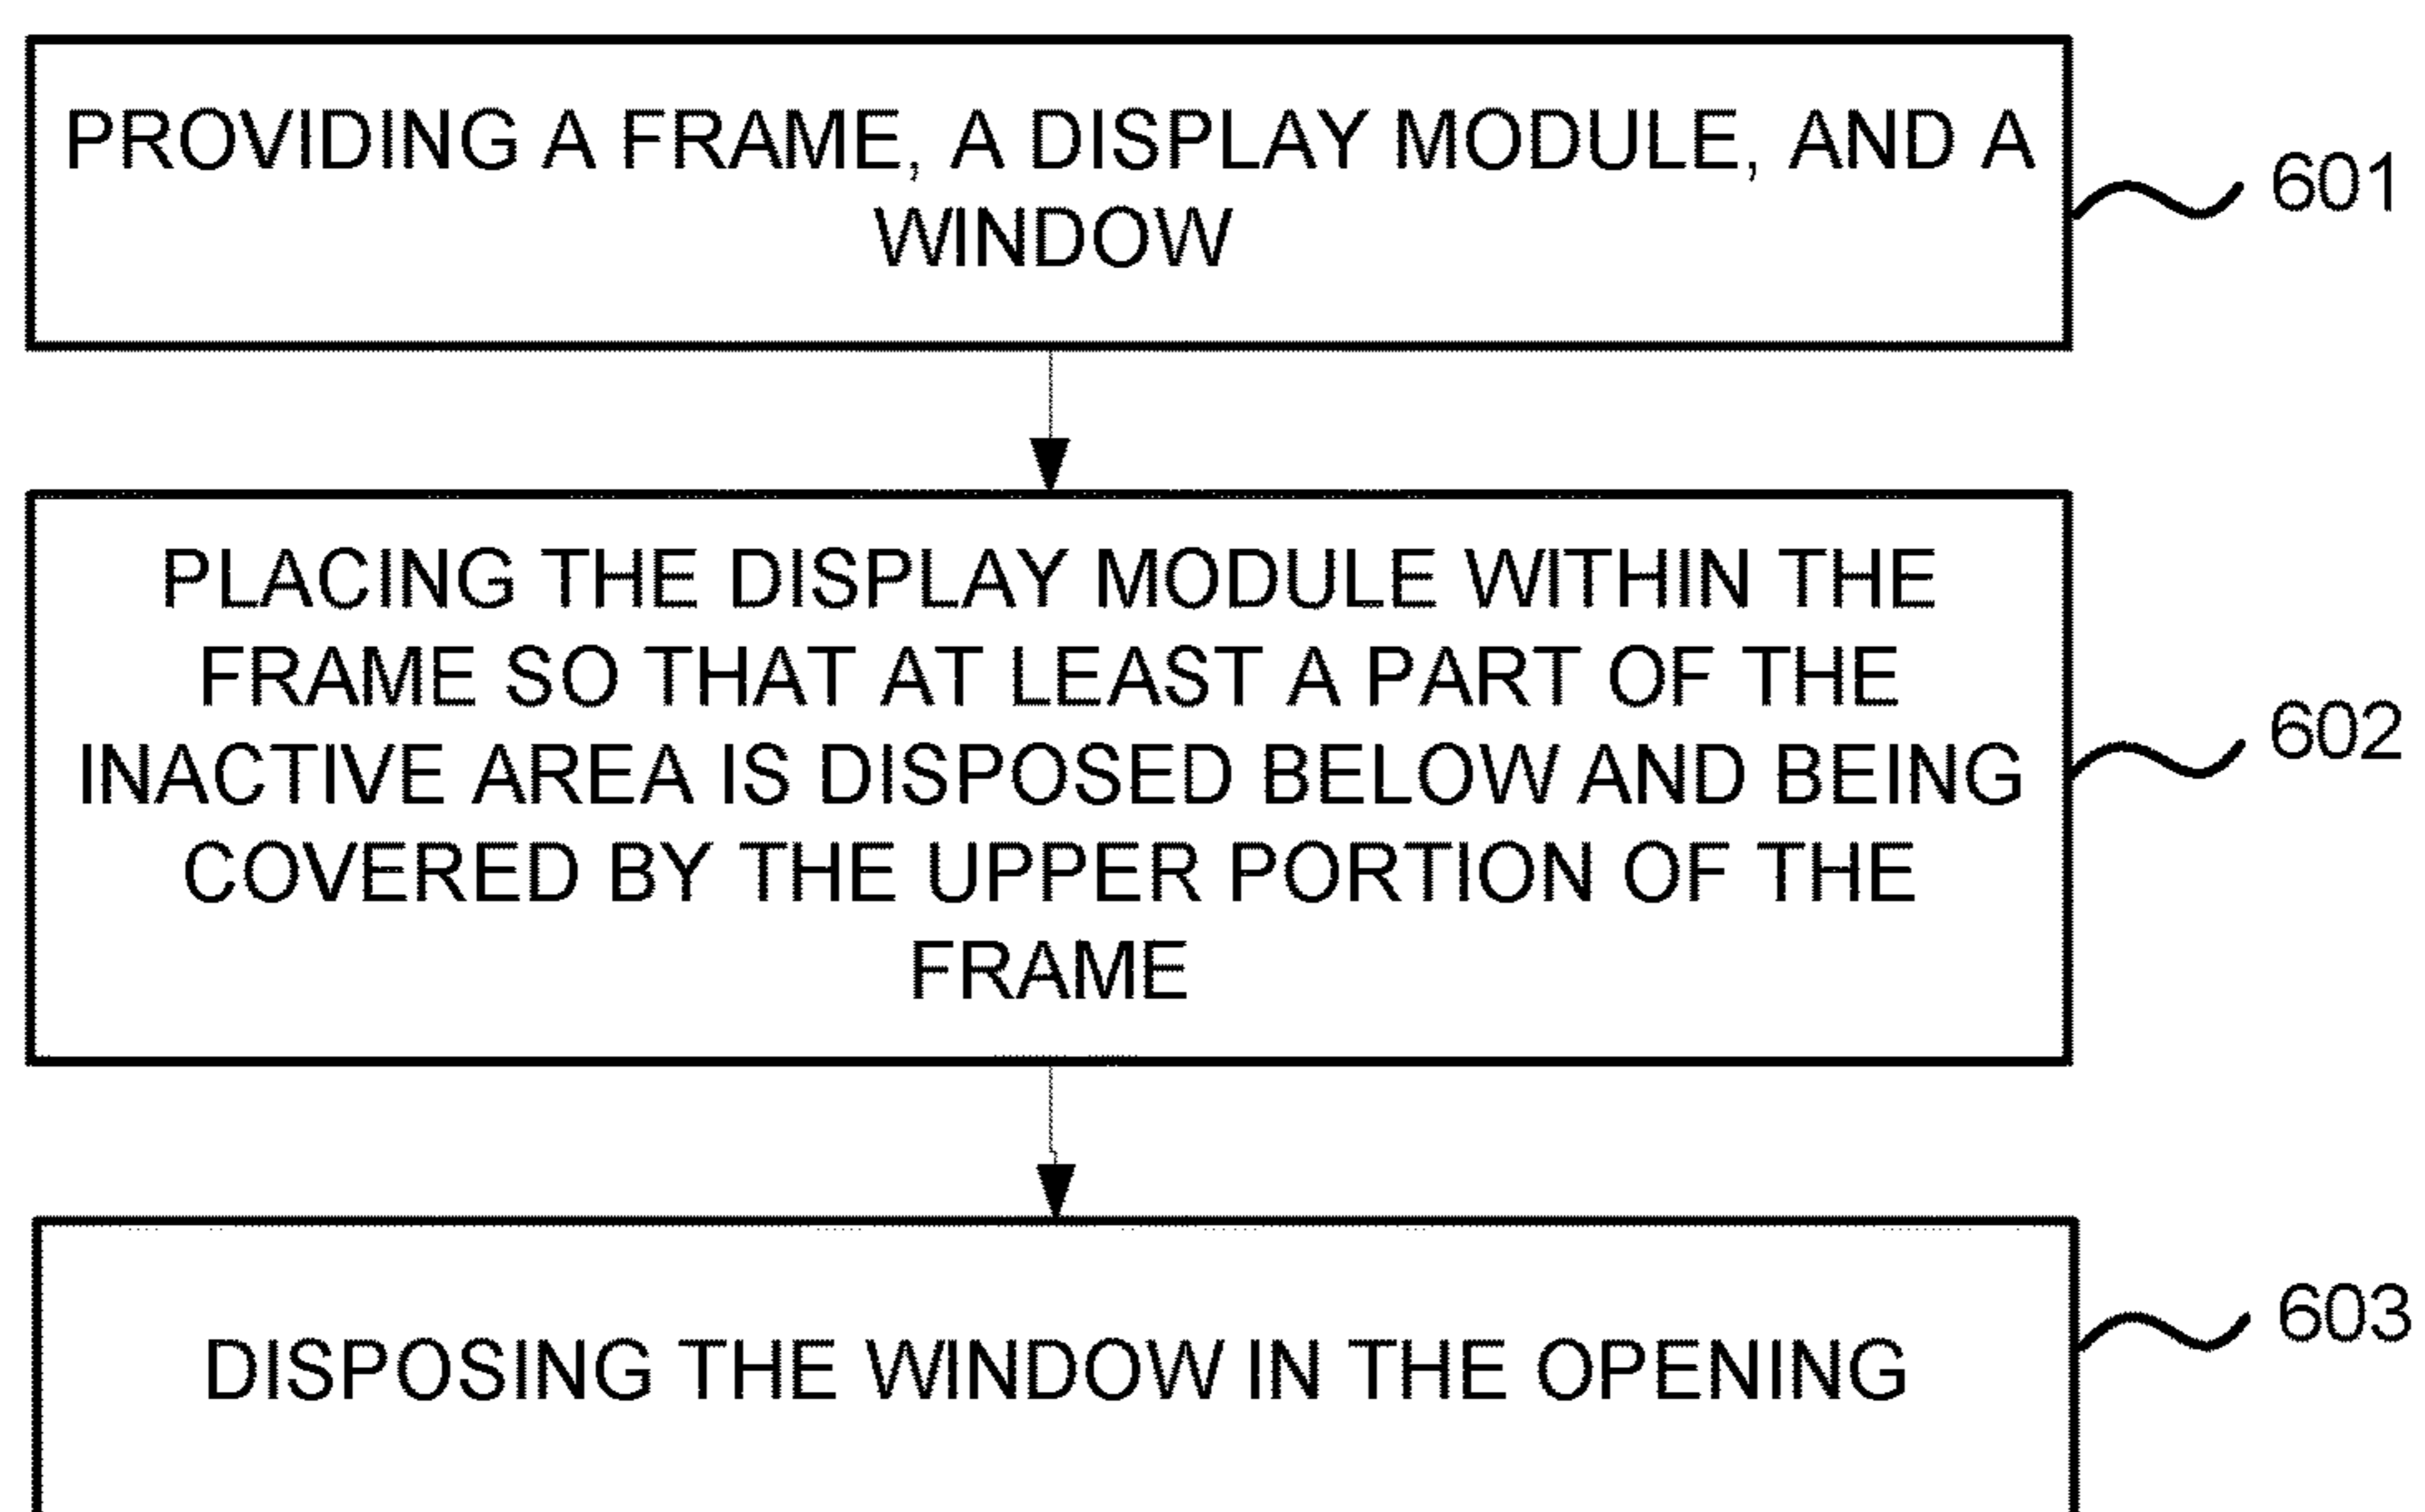 PROVIDING A FRAME, A DISPLAY MODULE, AND A
WINDOW
601
PLACING THE DISPLAY MODULE WITHIN THE
FRAME SO THAT AT LEAST A PART OF THE
INACTIVE AREA IS DISPOSED BELOW AND BEING
COVERED BY THE UPPER PORTION OF THE
FRAME
602
DISPOSING THE WINDOW IN THE OPENING
603